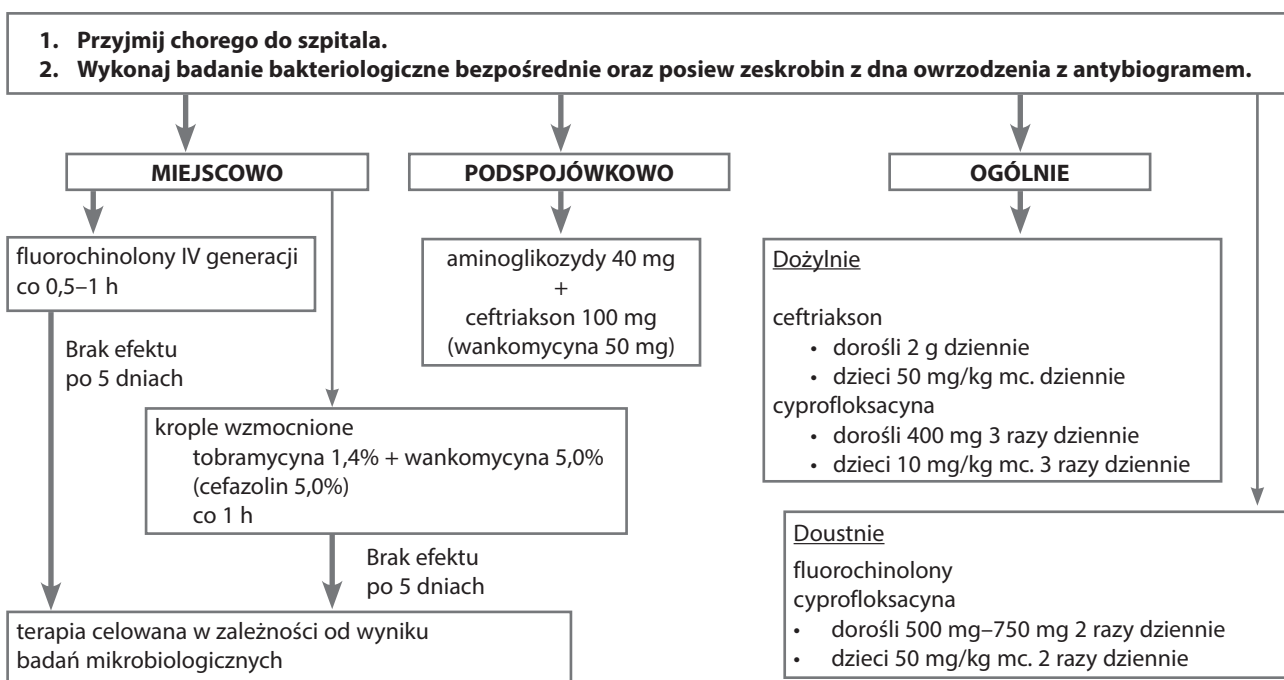 1. Przyjmij chorego do szpitala.
2. Wykonaj badanie bakteriologiczne bezpośrednie oraz posiew zeskrobin z dna owrzodzenia z antybiogramem.
MIEJSCOWO
fluorochinolony IV generacji
co 0,5–1 h
Brak efektu
po 5 dniach
krople wzmocnione
tobramycyna 1,4% + wankomycyna 5,0%
(cefazolin 5,0%)
co 1 h
Brak efektu
po 5 dniach
terapia celowana w zależności od wyniku
badań mikrobiologicznych
PODSPOJÓWKOWO
aminoglikozydy 40 mg
+
ceftriakson 100 mg
(wankomycyna 50 mg)
OGÓLNIE
Dożylnie
ceftriakson
• dorośli 2 g dziennie
• dzieci 50 mg/kg mc. dziennie
cyprofloksacyna
• dorośli 400 mg 3 razy dziennie
• dzieci 10 mg/kg mc. 3 razy dziennie
Doustnie
fluorochinolony
cyprofloksacyna
• dorośli 500 mg–750 mg 2 razy dziennie
• dzieci 50 mg/kg mc. 2 razy dziennie